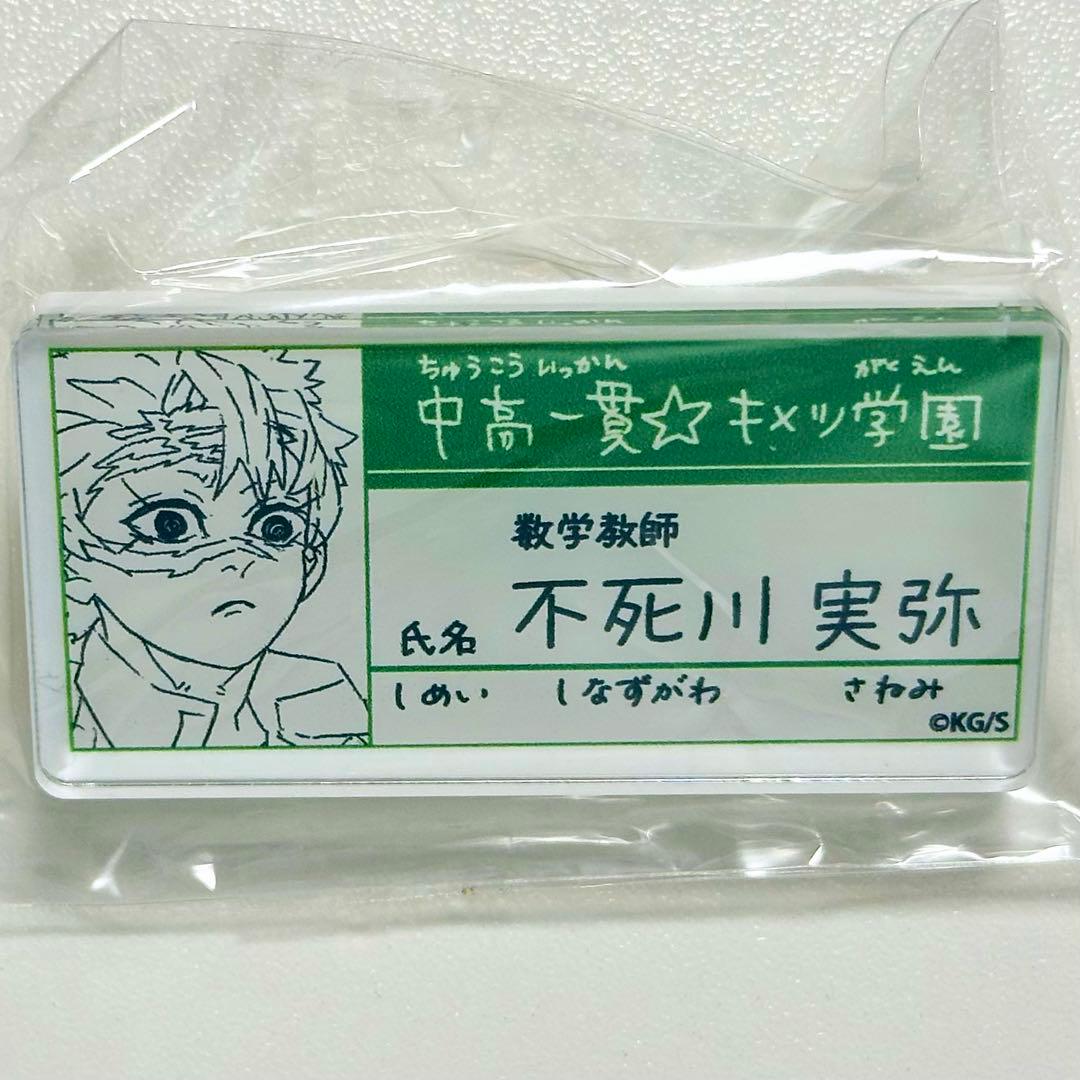 ちゅうこういっかん がくえん
中高一貫☆キメツ学園
数学教師
氏名 不死川 実弥
しめい しなずがわ さねみ
©KG/S